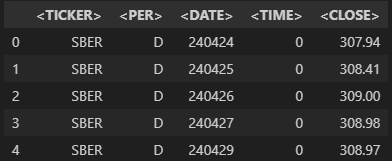 <TICKER> <PER> <DATE> <TIME> <CLOSE>
0 SBER D 240424 0 307.94
1 SBER D 240425 0 308.41
2 SBER D 240426 0 309.00
3 SBER D 240427 0 308.98
4 SBER D 240429 0 308.97